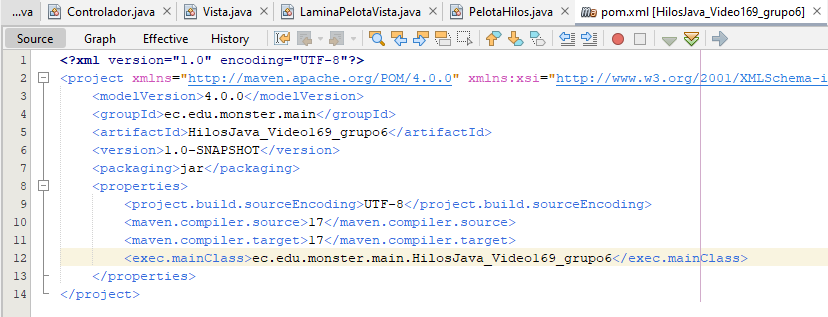 ...va Controlador.java Vista.java LaminaPelotaVista.java PelotaHilos.java pom.xml [HilosJava_Video169_grupo6]
Source Graph Effective History
1 <?xml version="1.0" encoding="UTF-8"?>
2 <project xmlns="http://maven.apache.org/POM/4.0.0" xmlns:xsi="http://www.w3.org/2001/XMLSchema-i
3 <modelVersion>4.0.0</modelVersion>
4 <groupId>ec.edu.monster.main</groupId>
5 <artifactId>HilosJava_Video169_grupo6</artifactId>
6 <version>1.0-SNAPSHOT</version>
7 <packaging>jar</packaging>
8 <properties>
9 <project.build.sourceEncoding>UTF-8</project.build.sourceEncoding>
10 <maven.compiler.source>17</maven.compiler.source>
11 <maven.compiler.target>17</maven.compiler.target>
12 <exec.mainClass>ec.edu.monster.main.HilosJava_Video169_grupo6</exec.mainClass>
13 </properties>
14 </project>